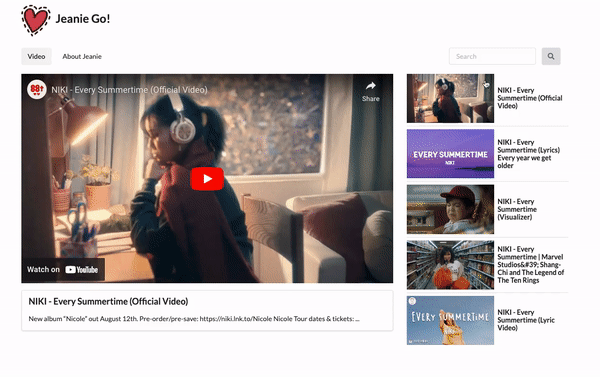 Jeanie Go!
Video
About Jeanie
Search
88↑
NIKI - Every Summertime (Official Video)
Share
Watch on YouTube
NIKI - Every Summertime (Official Video)
New album "Nicole" out August 12th. Pre-order/pre-save: https://niki.lnk.to/Nicole Nicole Tour dates & tickets: ...
NIKI - Every
Summertime (Official
Video)
EVERY SUMMERTIME
NIKI
NIKI - Every
Summertime (Lyrics)
Every year we get
older
NIKI - Every
Summertime
(Visualizer)
NIKI - Every
Summertime | Marvel
Studios&#39; Shang-
Chi and The Legend of
The Ten Rings
EVERY SUMMERTIME
NIKI - Every
Summertime (Lyric
Video)